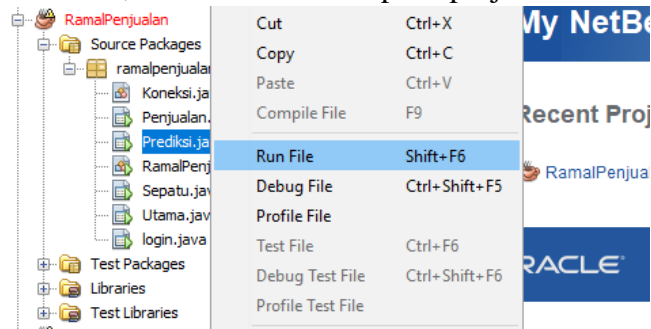 RamalPenjualan
Source Packages
ramalpenjualan
Koneksi.ja
Penjualan.
Prediksi.ja
RamalPenj
Sepatu.jav
Utama.jav
login.java
Test Packages
Libraries
Test Libraries
Cut Ctrl+X
Copy Ctrl+C
Paste Ctrl+V
Compile File F9
Run File Shift+F6
Debug File Ctrl+Shift+F5
Profile File
Test File Ctrl+F6
Debug Test File Ctrl+Shift+F6
Profile Test File
My NetBe
Recent Proj
RamalPenjual
RACLE